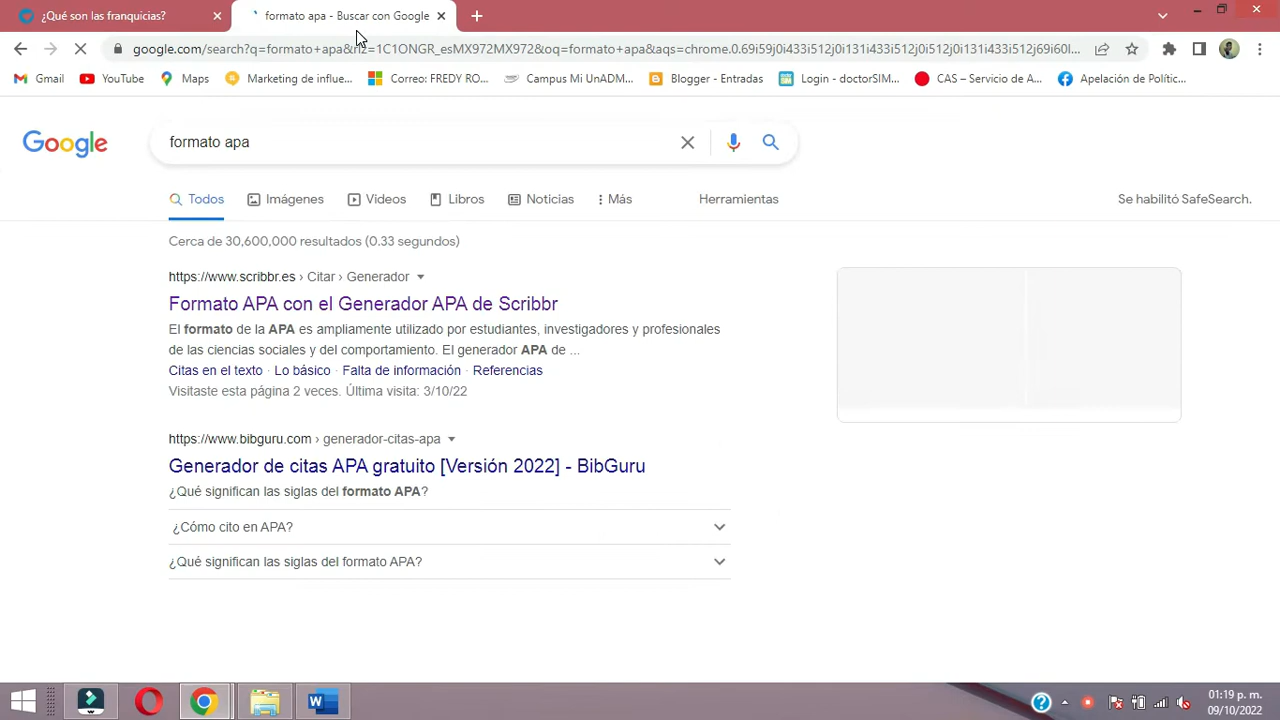 ¿Qué son las franquicias?
formato apa - Buscar con Google
google.com/search?q=formato+apa&rlz=1C1ONGR_esMX972MX972&oq=formato+apa&aqs=chrome.0.69i59j0i433i512j0i131i433i512j0i512j0i131i433i512j69i60l...
Gmail
YouTube
Maps
Marketing de influe...
Correo: FREDY RO...
Campus Mi UnADM...
Blogger - Entradas
Login - doctorSIM...
CAS – Servicio de A...
Apelación de Polític...
Google
formato apa
Todos
Imágenes
Videos
Libros
Noticias
Más
Herramientas
Se habilitó SafeSearch.
Cerca de 30,600,000 resultados (0.33 segundos)
https://www.scribbr.es › Citar › Generador
Formato APA con el Generador APA de Scribbr
El formato de la APA es ampliamente utilizado por estudiantes, investigadores y profesionales
de las ciencias sociales y del comportamiento. El generador APA de ...
Citas en el texto · Lo básico · Falta de información · Referencias
Visitaste esta página 2 veces. Última visita: 3/10/22
https://www.bibguru.com › generador-citas-apa
Generador de citas APA gratuito [Versión 2022] - BibGuru
¿Qué significan las siglas del formato APA?
¿Cómo cito en APA?
¿Qué significan las siglas del formato APA?
01:19 p. m.
09/10/2022